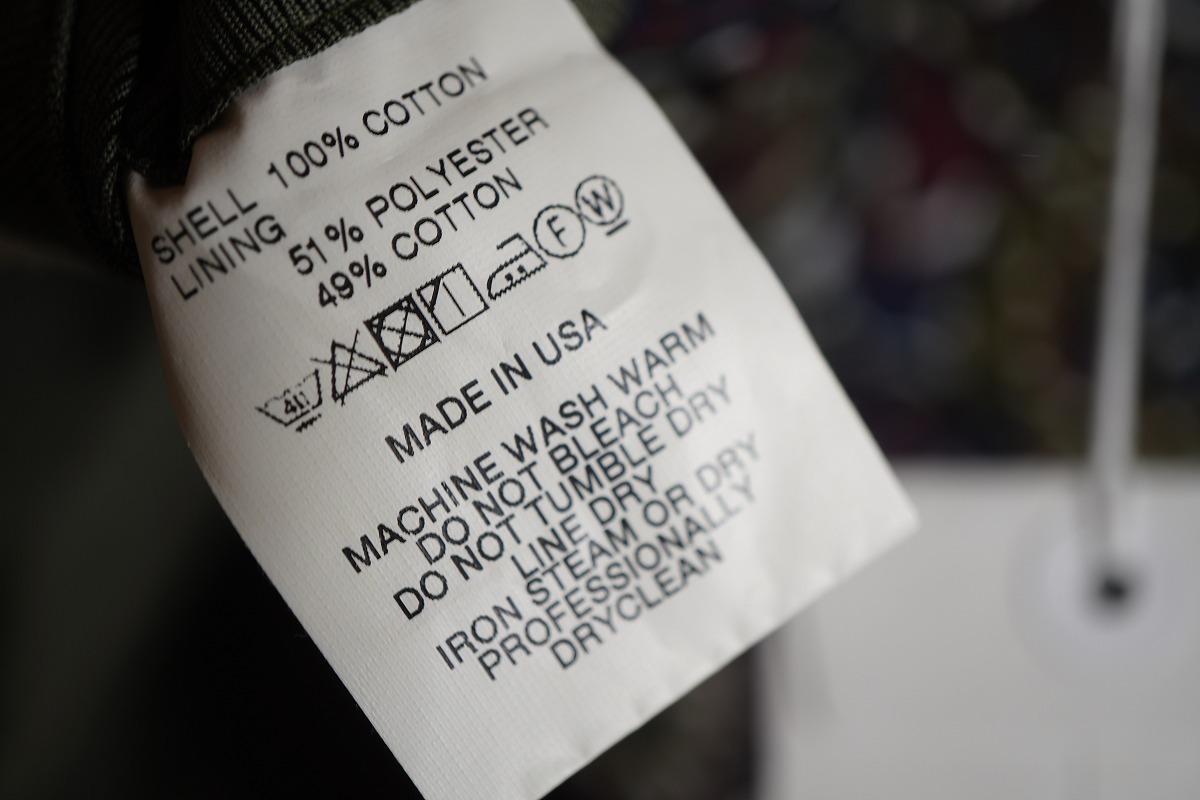 SHELL 100% COTTON
LINING 51% POLYESTER
49% COTTON
40 F W
MADE IN USA
MACHINE WASH WARM
DO NOT BLEACH
DO NOT TUMBLE DRY
LINE DRY
IRON STEAM OR DRY
PROFESSIONALLY
DRYCLEAN